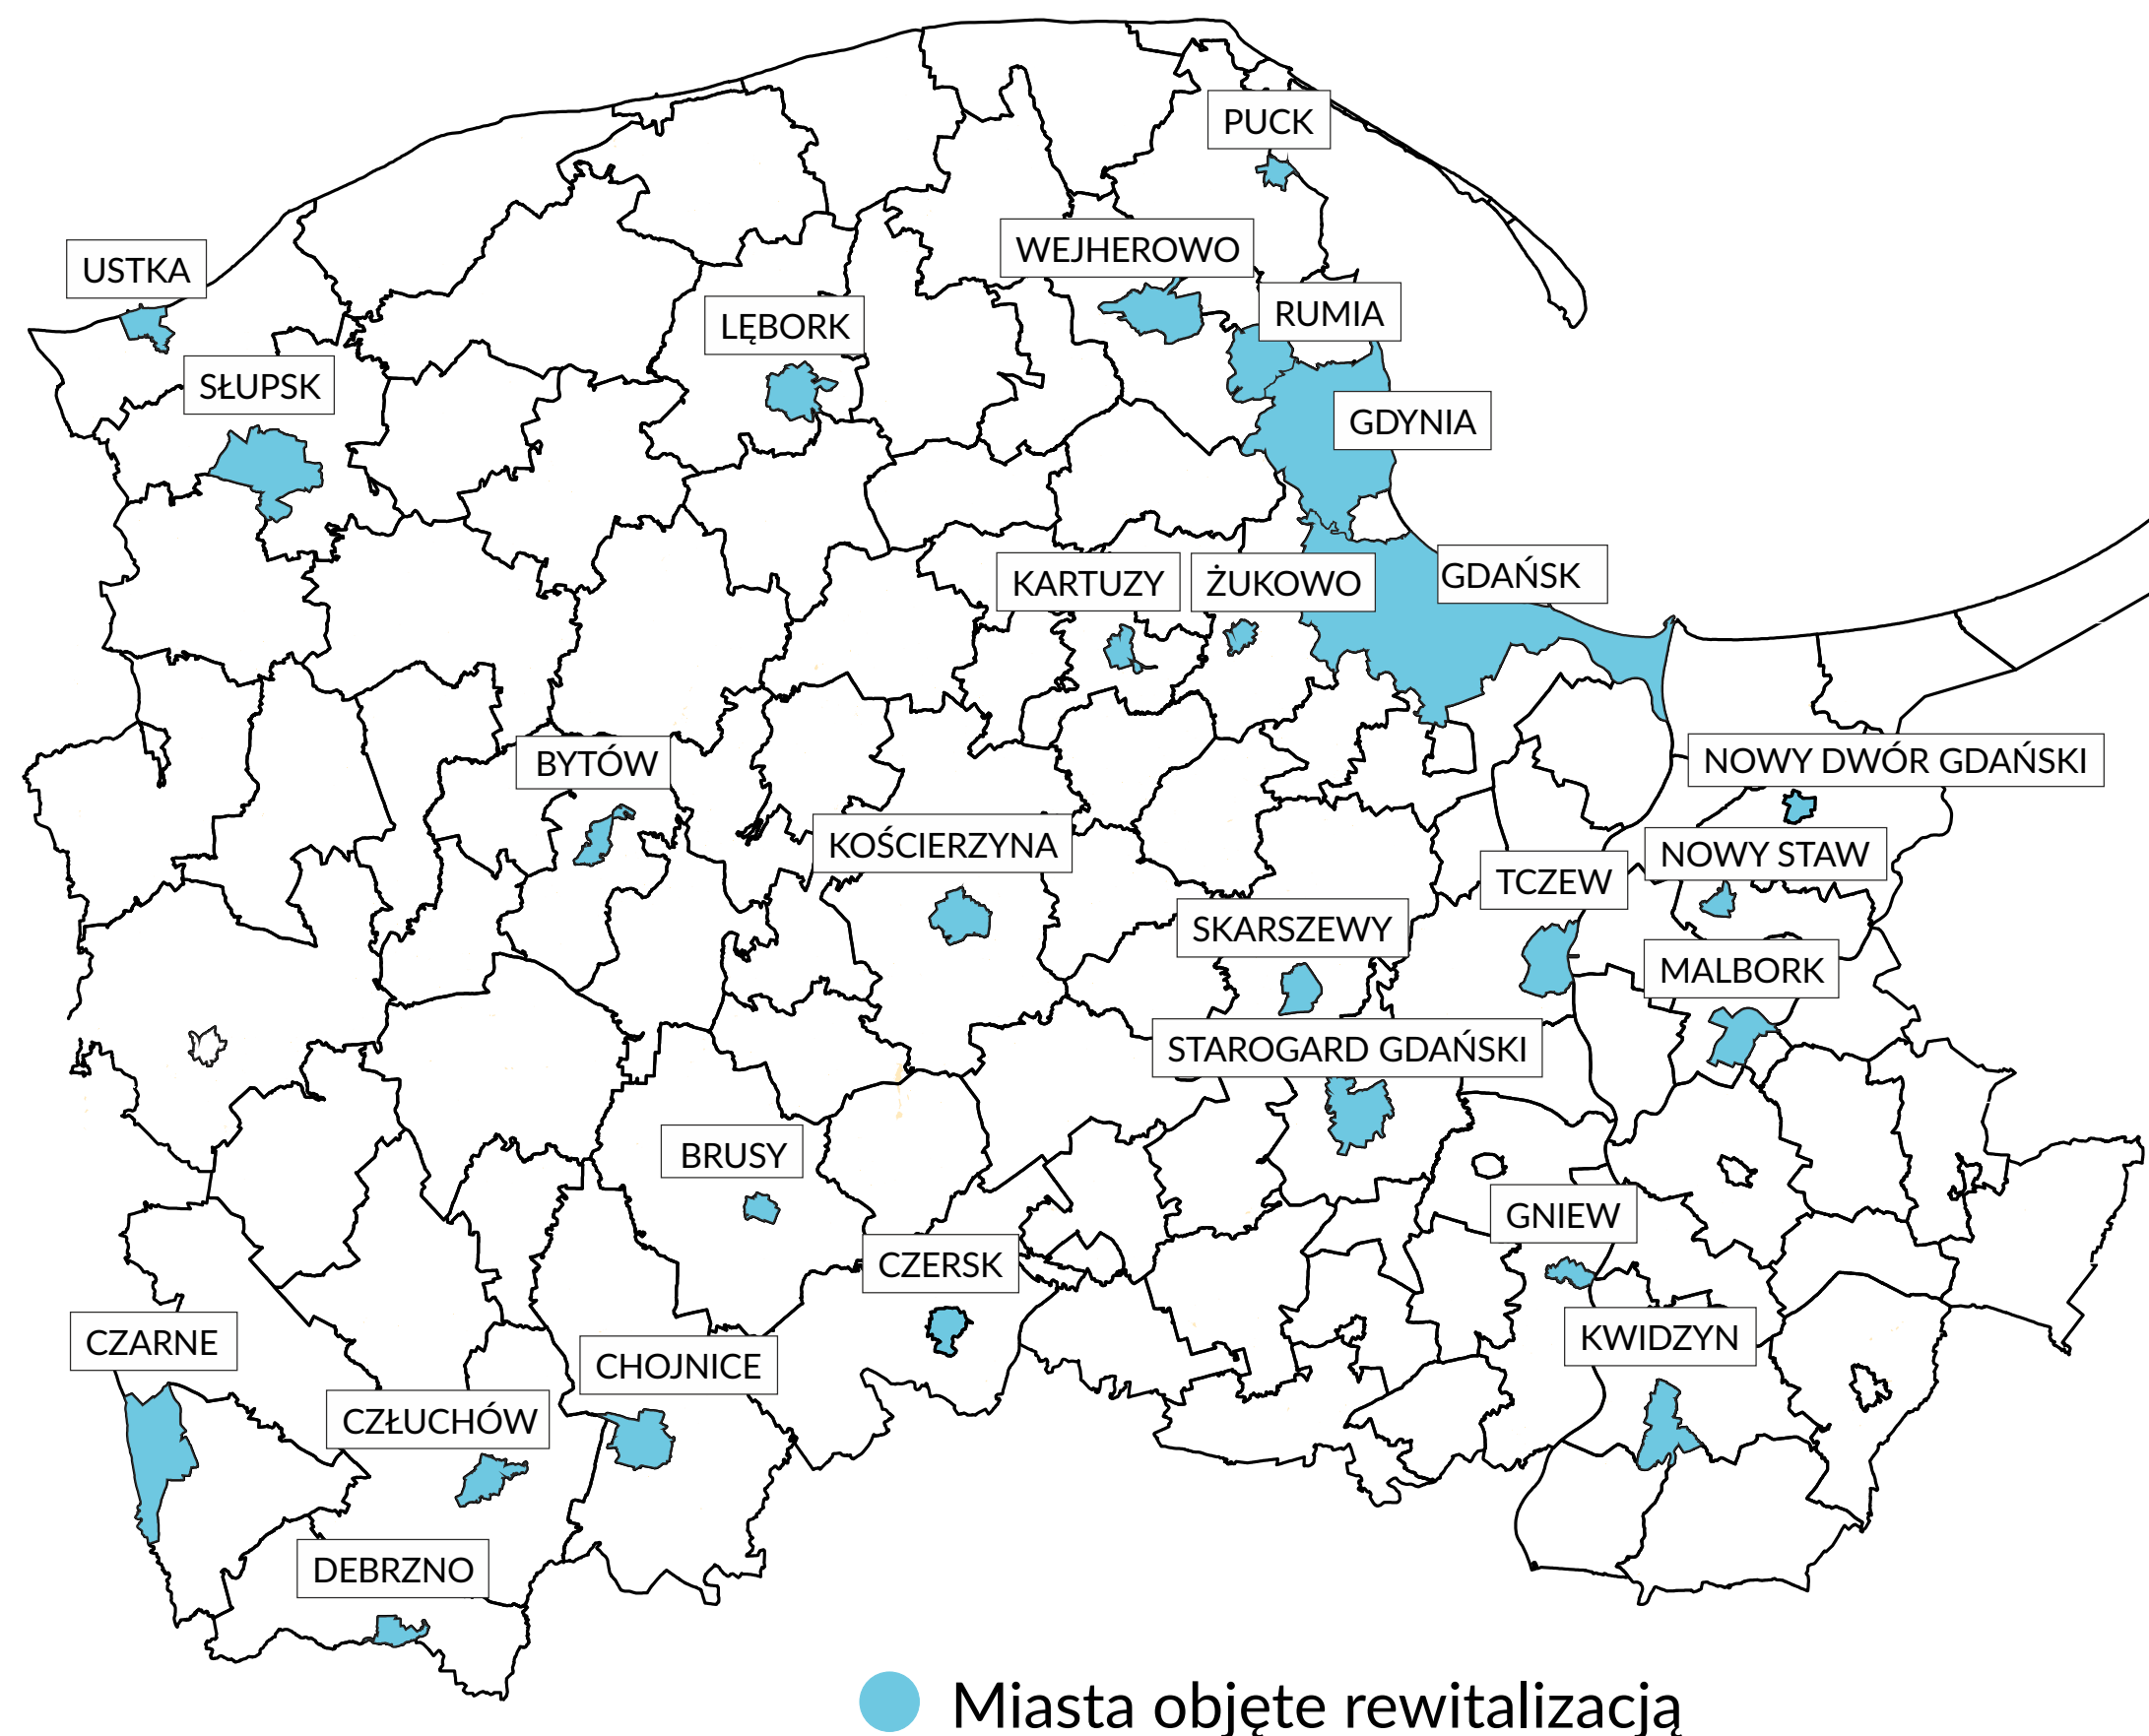 PUCK
WEJHEROWO
USTKA
RUMIA
LĘBORK
SŁUPSK
GDYNIA
GDAŃSK
KARTUZY
ŻUKOWO
NOWY DWÓR GDAŃSKI
BYTÓW
KOŚCIERZYNA
NOWY STAW
TCZEW
SKARSZEWY
MALBORK
STAROGARD GDAŃSKI
BRUSY
GNIEW
CZERSK
KWIDZYN
CZARNE
CHOJNICE
CZŁUCHÓW
DEBRZNO
Miasta objęte rewitalizacją